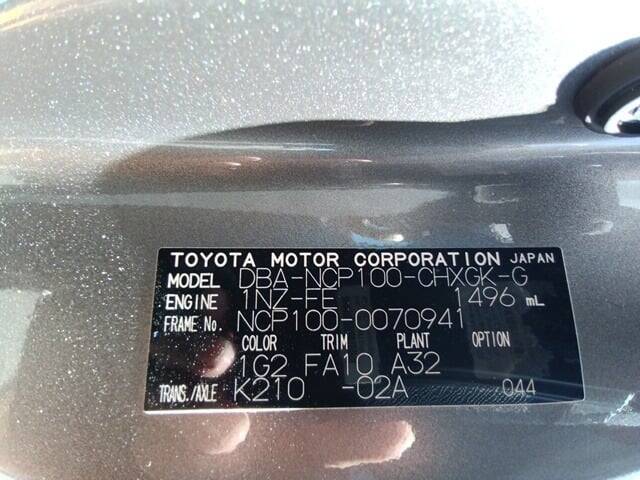 TOYOTA MOTOR CORPORATION JAPAN
MODEL DBA-NCP100-CHXGK-G
ENGINE 1NZ-FE 1496 mL
FRAME No. NCP100-0070941
COLOR TRIM PLANT OPTION
1G2 FA10 A32
TRANS./AXLE K210 -02A 044